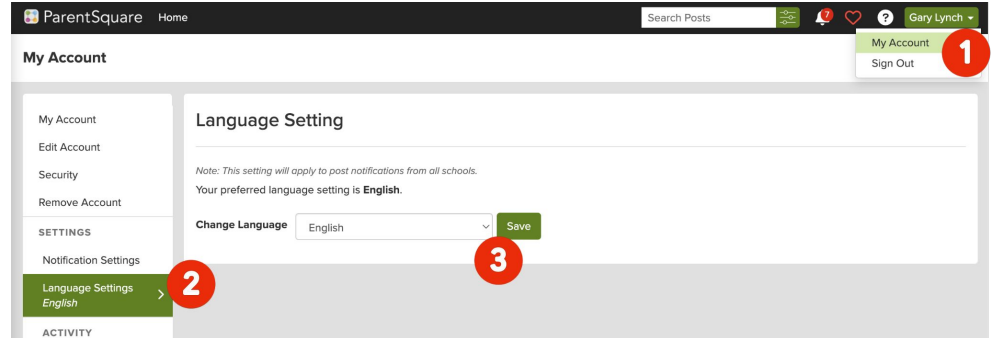 ParentSquare Home Search Posts 7 ? Gary Lynch
My Account
Sign Out
1
My Account
My Account
Edit Account
Security
Remove Account
SETTINGS
Notification Settings
Language Settings
English
2
ACTIVITY
Language Setting
Note: This setting will apply to post notifications from all schools.
Your preferred language setting is English.
Change Language English Save
3